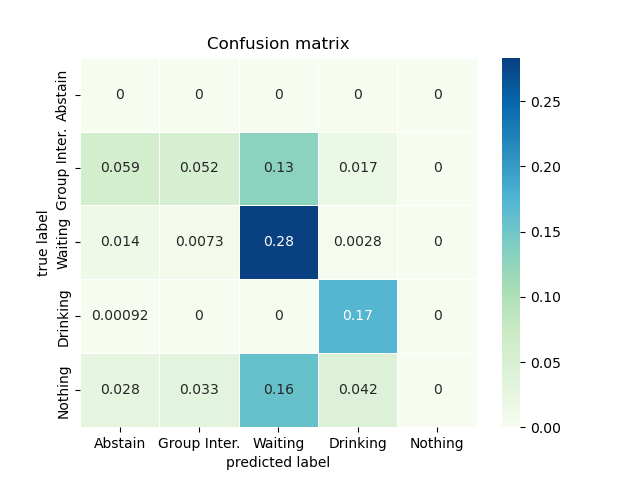 Confusion matrix
true label
Abstain
0 0 0 0 0
Group Inter.
0.059 0.052 0.13 0.017 0
Waiting
0.014 0.0073 0.28 0.0028 0
Drinking
0.00092 0 0 0.17 0
Nothing
0.028 0.033 0.16 0.042 0
Abstain Group Inter. Waiting Drinking Nothing
predicted label
0.25
0.20
0.15
0.10
0.05
0.00